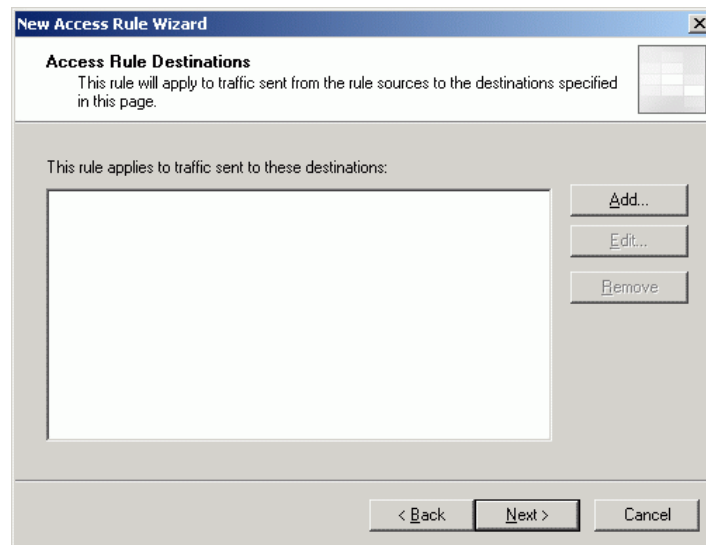 New Access Rule Wizard
Access Rule Destinations
This rule will apply to traffic sent from the rule sources to the destinations specified
in this page.
This rule applies to traffic sent to these destinations:
Add...
Edit...
Remove
< Back
Next >
Cancel